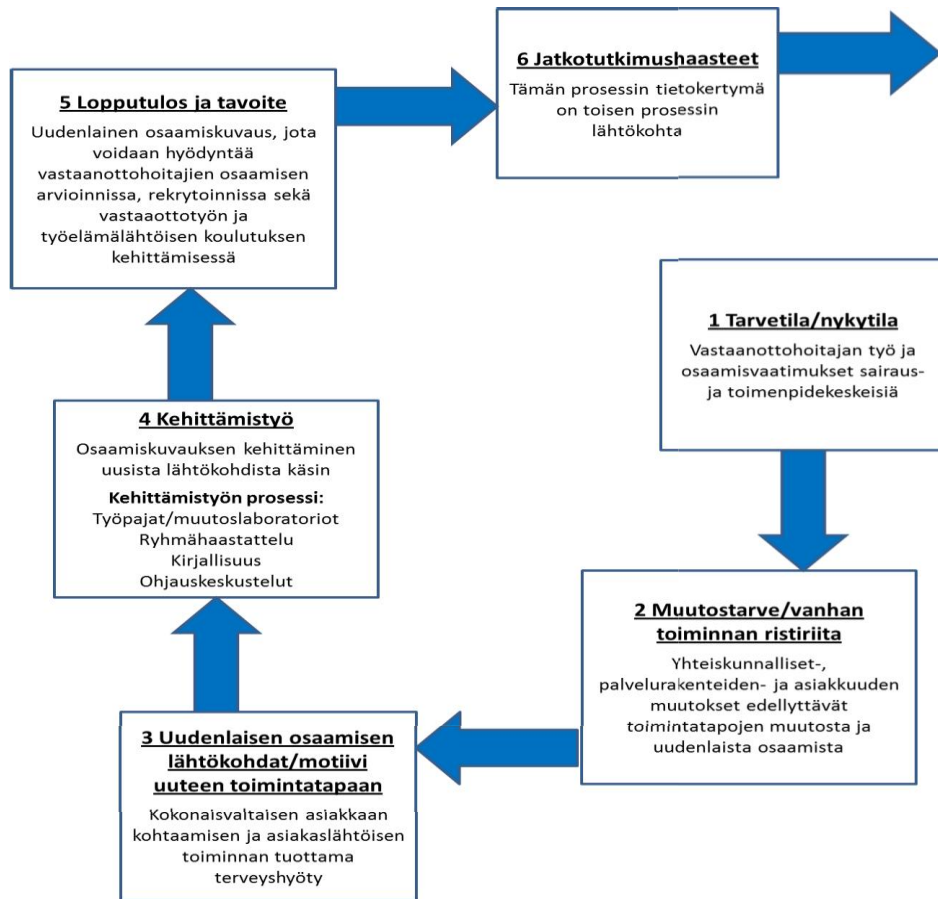 6 Jatkotutkimushaasteet
Tämän prosessin tietokertymä
on toisen prosessin
lähtökohta
5 Lopputulos ja tavoite
Uudenlainen osaamiskuvaus, jota
voidaan hyödyntää
vastaanottohoitajien osaamisen
arvioinnissa, rekrytoinnissa sekä
vastaaottotyön ja
työelämälähtöisen koulutuksen
kehittämisessä
1 Tarvetila/nykytila
Vastaanottohoitajan työ ja
osaamisvaatimukset sairaus-
ja toimenpidekeskeisiä
4 Kehittämistyö
Osaamiskuvauksen kehittäminen
uusista lähtökohdista käsin
Kehittämistyön prosessi:
Työpajat/muutoslaboratoriot
Ryhmähaastattelu
Kirjallisuus
Ohjauskeskustelut
2 Muutostarve/vanhan
toiminnan ristiriita
Yhteiskunnalliset-,
palvelurakenteiden- ja asiakkuuden
muutokset edellyttävät
toimintatapojen muutosta ja
uudenlaista osaamista
3 Uudenlaisen osaamisen
lähtökohdat/motiivi
uuteen toimintatapaan
Kokonaisvaltaisen asiakkaan
kohtaamisen ja asiakaslähtöisen
toiminnan tuottama
terveyshyöty